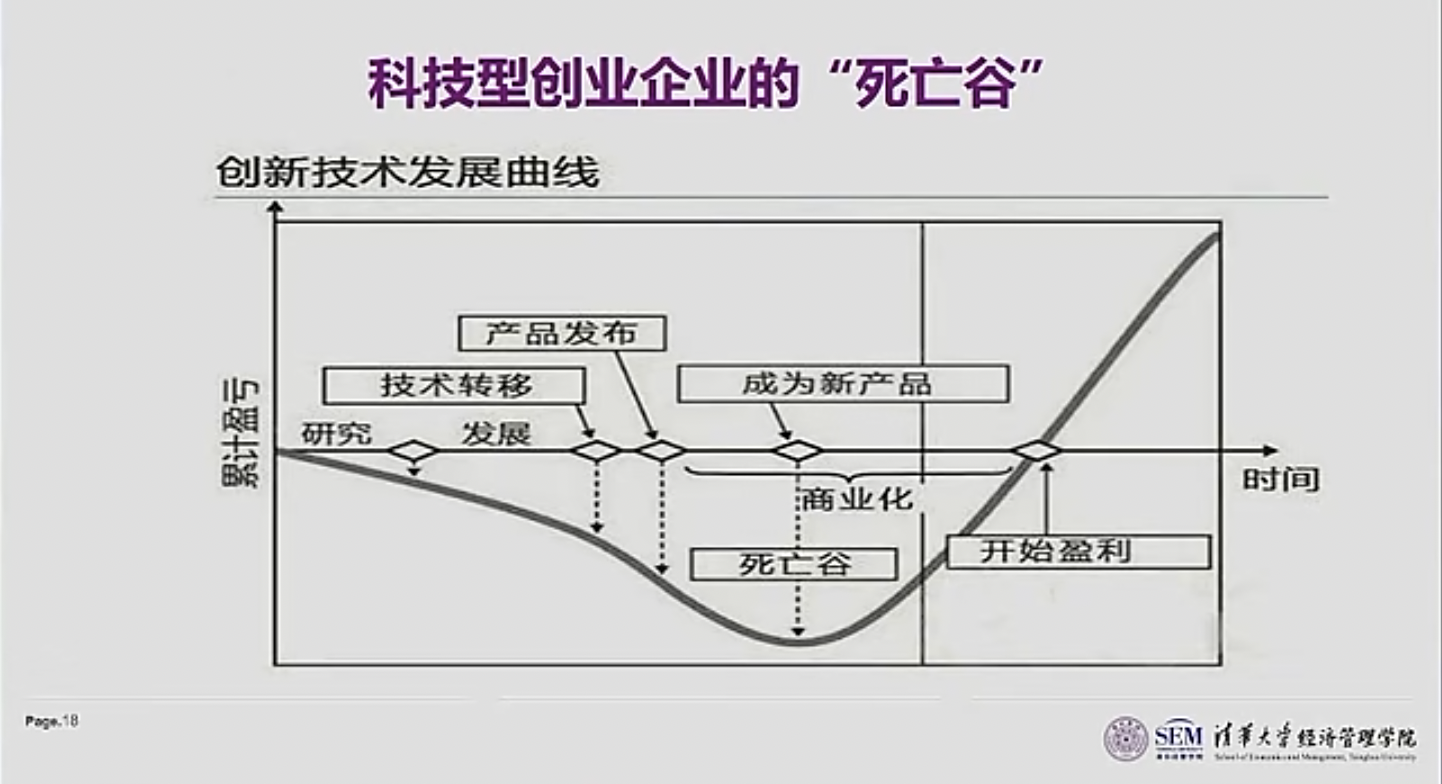 科技型创业企业的“死亡谷”
创新技术发展曲线
产品发布
技术转移
成为新产品
累计盈亏
研究
发展
时间
商业化
死亡谷
开始盈利
Page.18
SEM
清华大学经济管理学院
School of Economics and Management, Tsinghua University